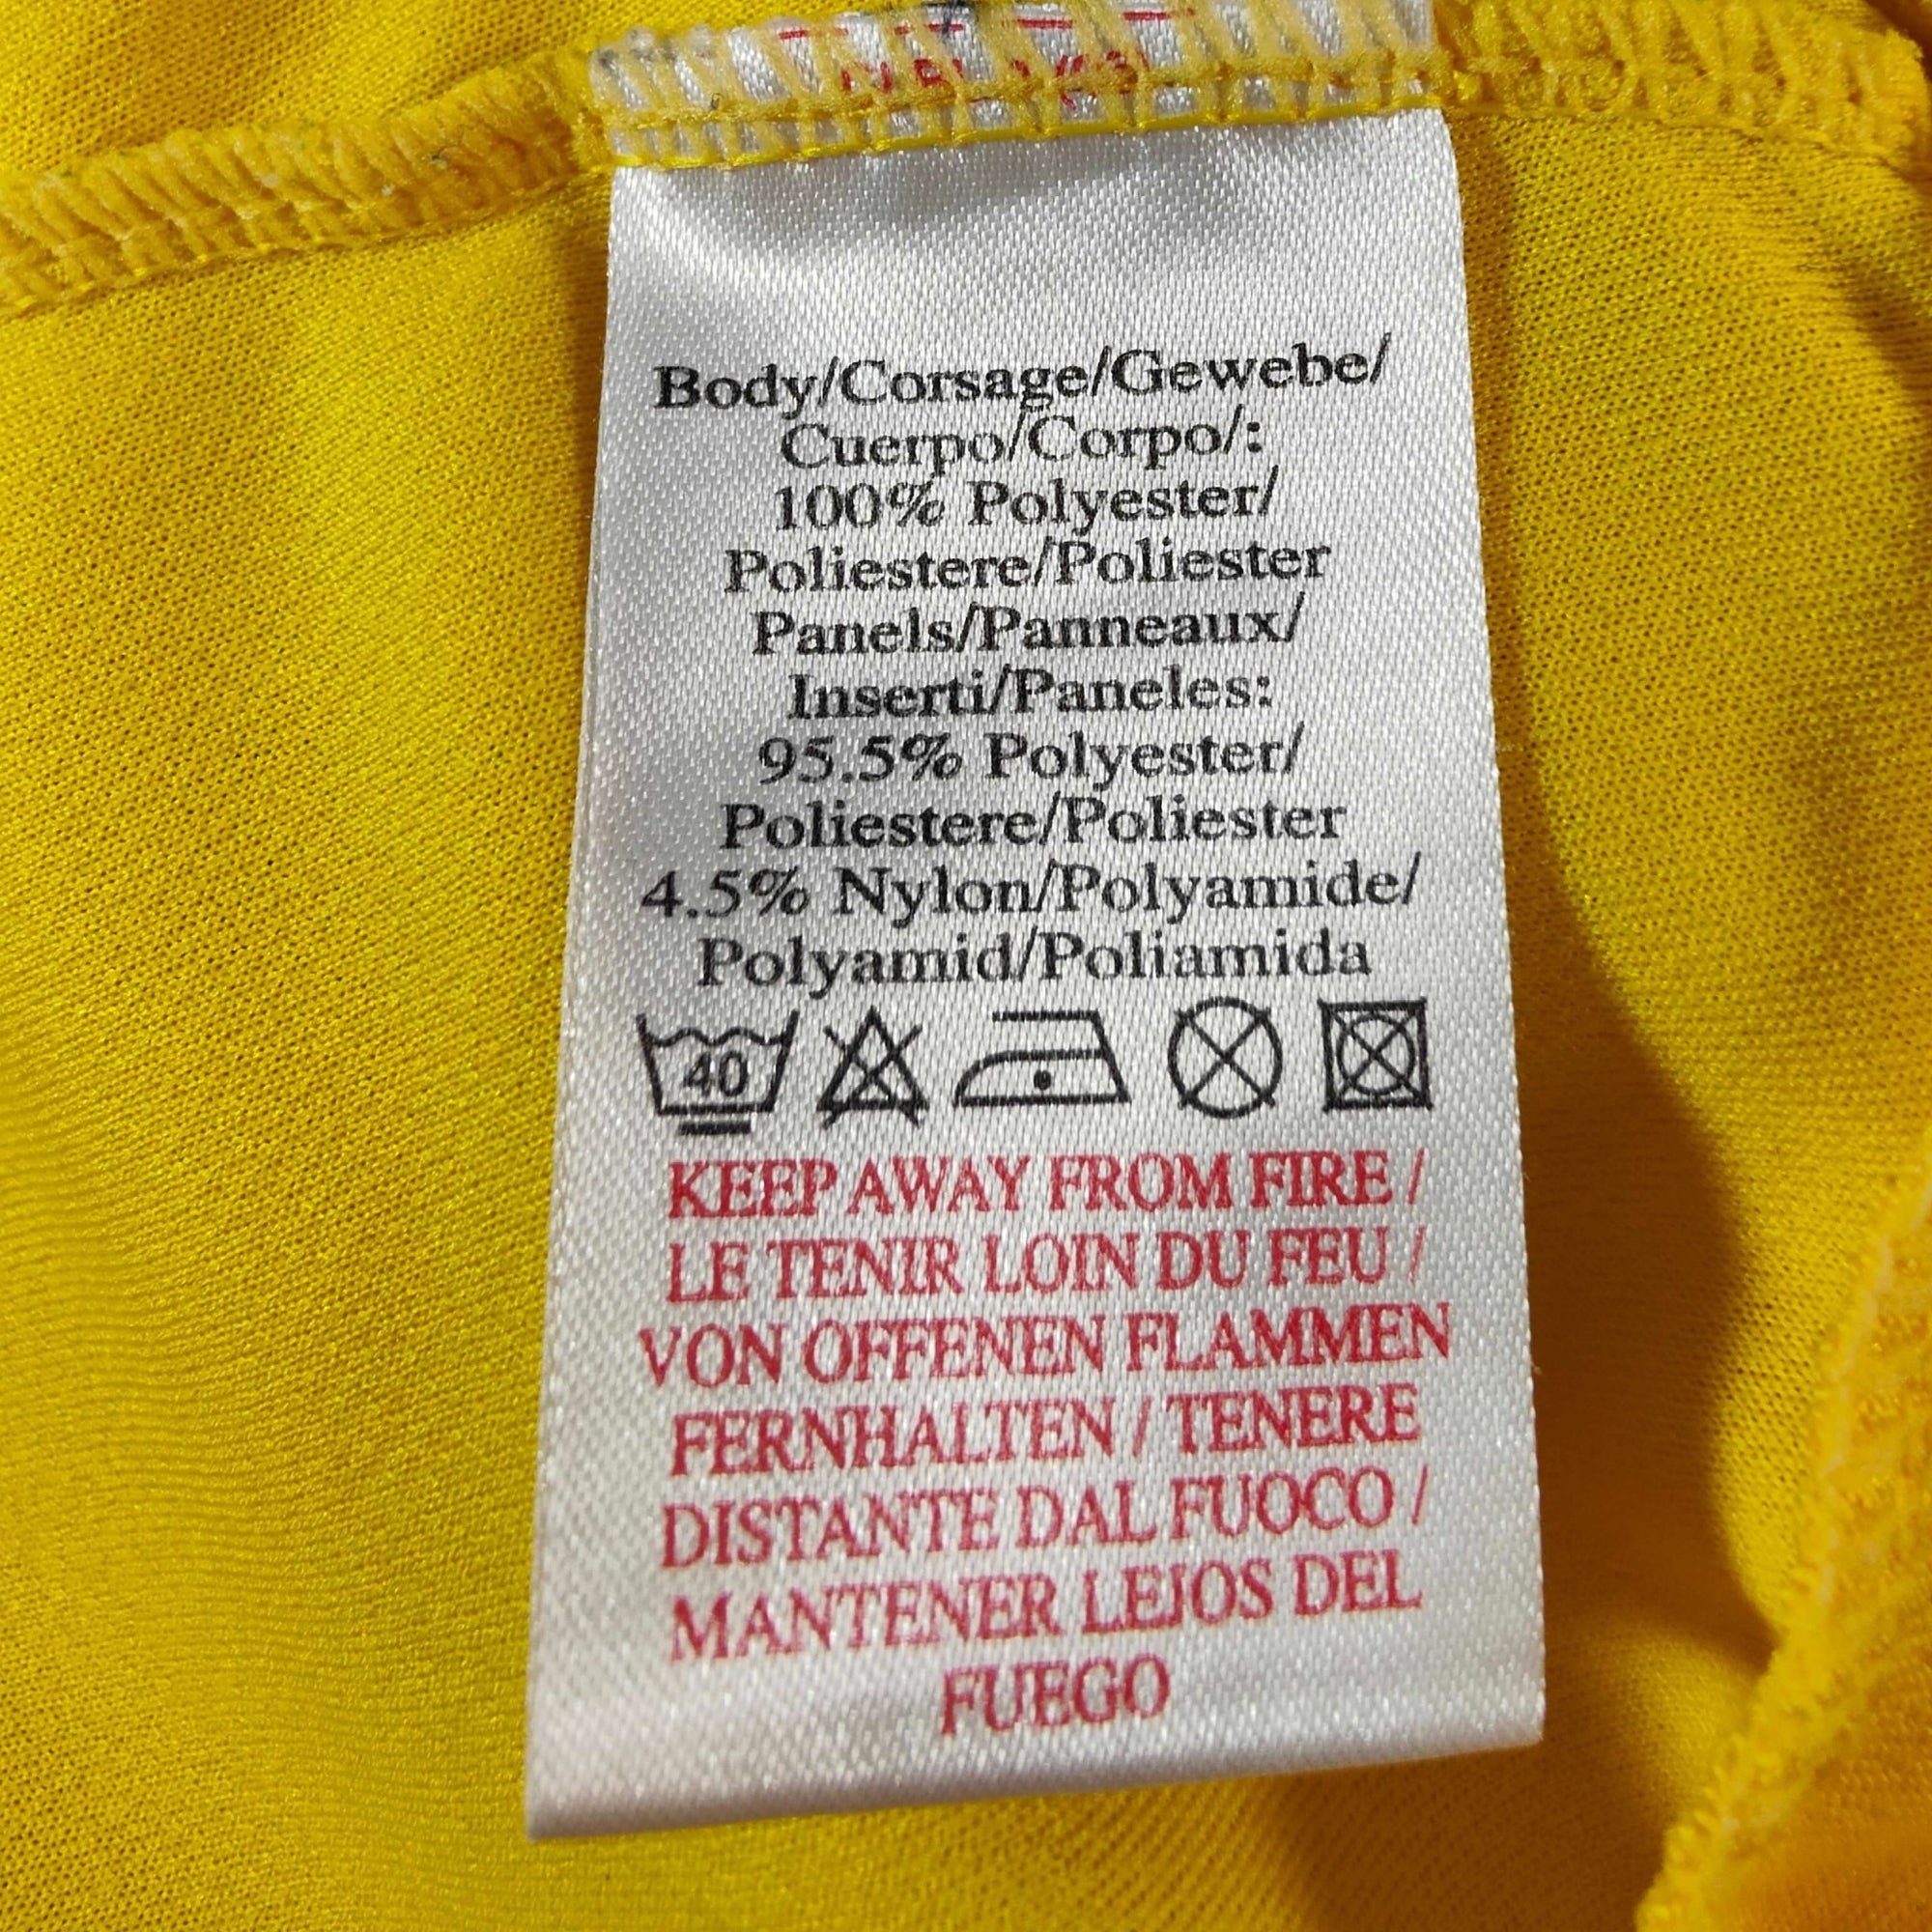 Body/Corsage/Gewebe/
Cuerpo/Corpo/:
100% Polyester/
Poliestere/Poliester
Panels/Panneaux/
Inserti/Paneles:
95.5% Polyester/
Poliestere/Poliester
4.5% Nylon/Polyamide/
Polyamid/Poliamida
40
KEEP AWAY FROM FIRE /
LE TENIR LOIN DU FEU /
VON OFFENEN FLAMMEN
FERNHALTEN / TENERE
DISTANTE DAL FUOCO /
MANTENER LEJOS DEL
FUEGO